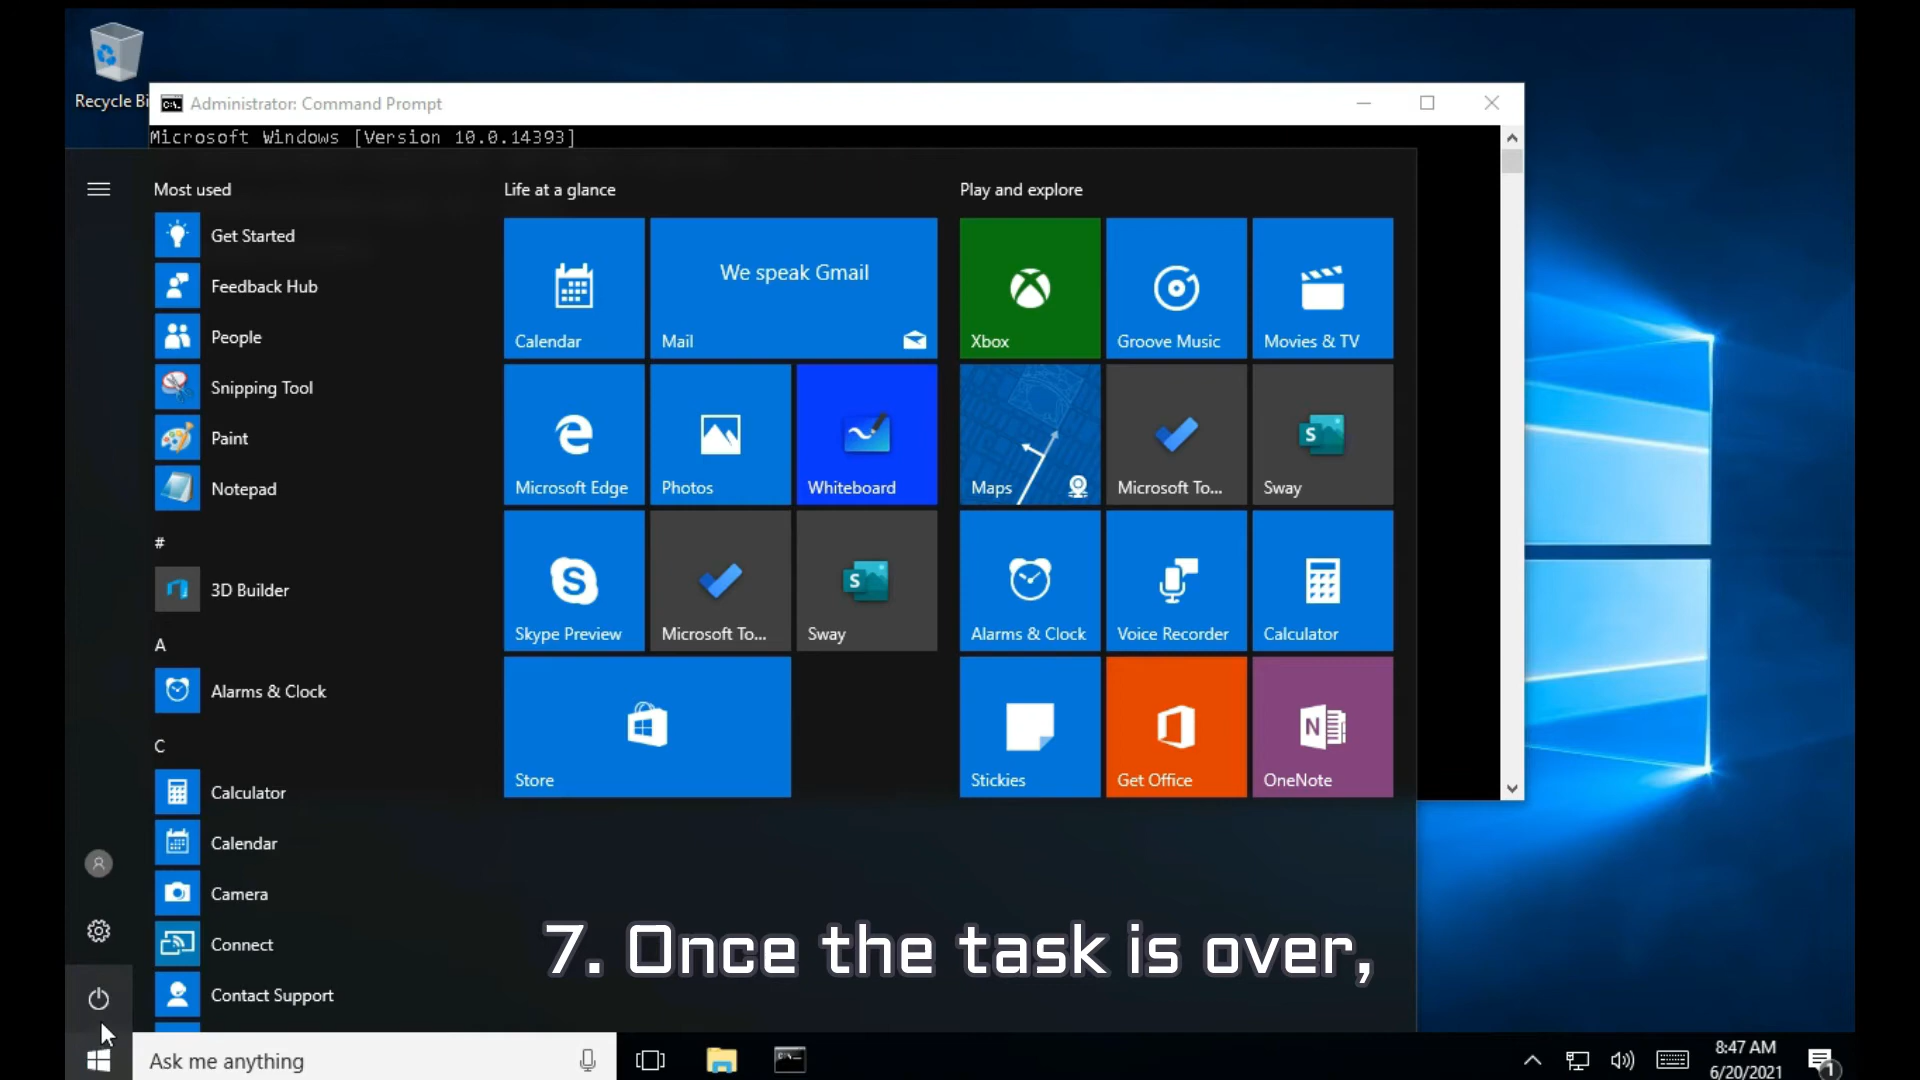 Recycle Bi
Administrator: Command Prompt
Microsoft Windows [Version 10.0.14393]
Most used
Get Started
Feedback Hub
People
Snipping Tool
Paint
Notepad
#
3D Builder
A
Alarms & Clock
C
Calculator
Calendar
Camera
Connect
Contact Support
Life at a glance
Calendar
We speak Gmail
Mail
Microsoft Edge
Photos
Whiteboard
Skype Preview
Microsoft To...
Sway
Store
Play and explore
Xbox
Groove Music
Movies & TV
Maps
Microsoft To...
Sway
Alarms & Clock
Voice Recorder
Calculator
Stickies
Get Office
OneNote
7. Once the task is over,
Ask me anything
8:47 AM
6/20/2021
1